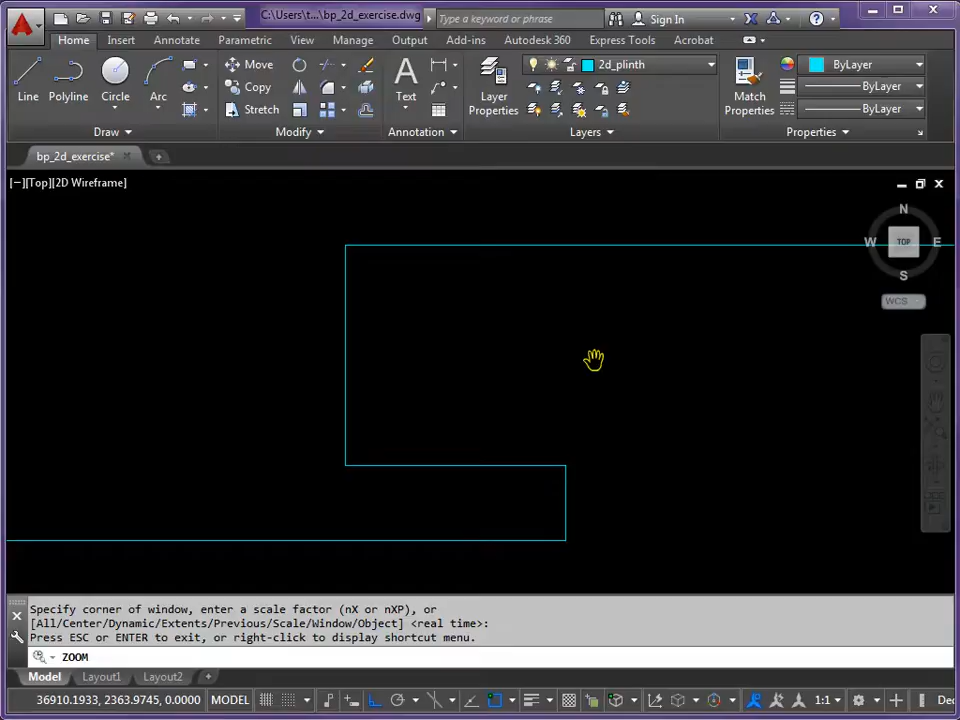 C:\Users\t...\bp_2d_exercise.dwg
Type a keyword or phrase
Sign In
Home Insert Annotate Parametric View Manage Output Add-ins Autodesk 360 Express Tools Acrobat
Line Polyline Circle Arc
Move
Copy
Stretch
Text
Layer Properties
2d_plinth
Match Properties
ByLayer
ByLayer
ByLayer
Draw Modify Annotation Layers Properties
bp_2d_exercise*
[−][Top][2D Wireframe]
N
W TOP E
S
WCS
Specify corner of window, enter a scale factor (nX or nXP), or
[All/Center/Dynamic/Extents/Previous/Scale/Window/Object] <real time>:
Press ESC or ENTER to exit, or right-click to display shortcut menu.
ZOOM
Model Layout1 Layout2
36910.1933, 2363.9745, 0.0000 MODEL 1:1 Dec